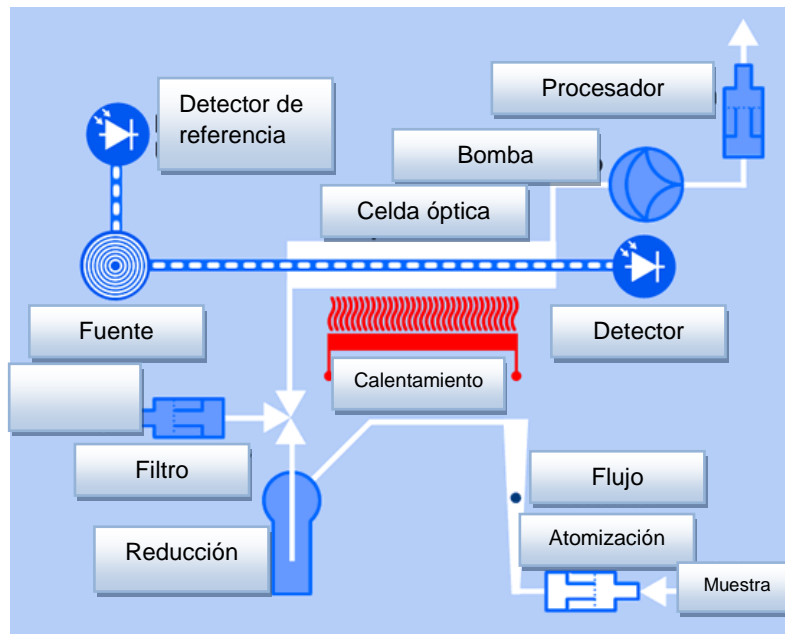 Detector de
referencia
Procesador
Bomba
Celda óptica
Fuente
Detector
Calentamiento
Filtro
Flujo
Reducción
Atomización
Muestra